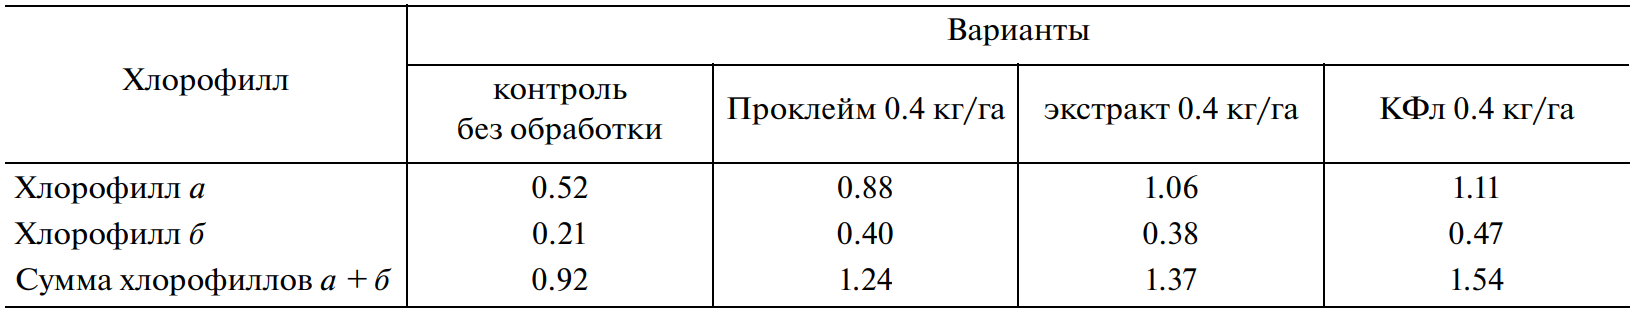 Хлорофилл
Варианты
контроль
без обработки
Проклейм 0.4 кг/га
экстракт 0.4 кг/га
КФл 0.4 кг/га
Хлорофилл а 0.52 0.88 1.06 1.11
Хлорофилл б 0.21 0.40 0.38 0.47
Сумма хлорофиллов а + б 0.92 1.24 1.37 1.54